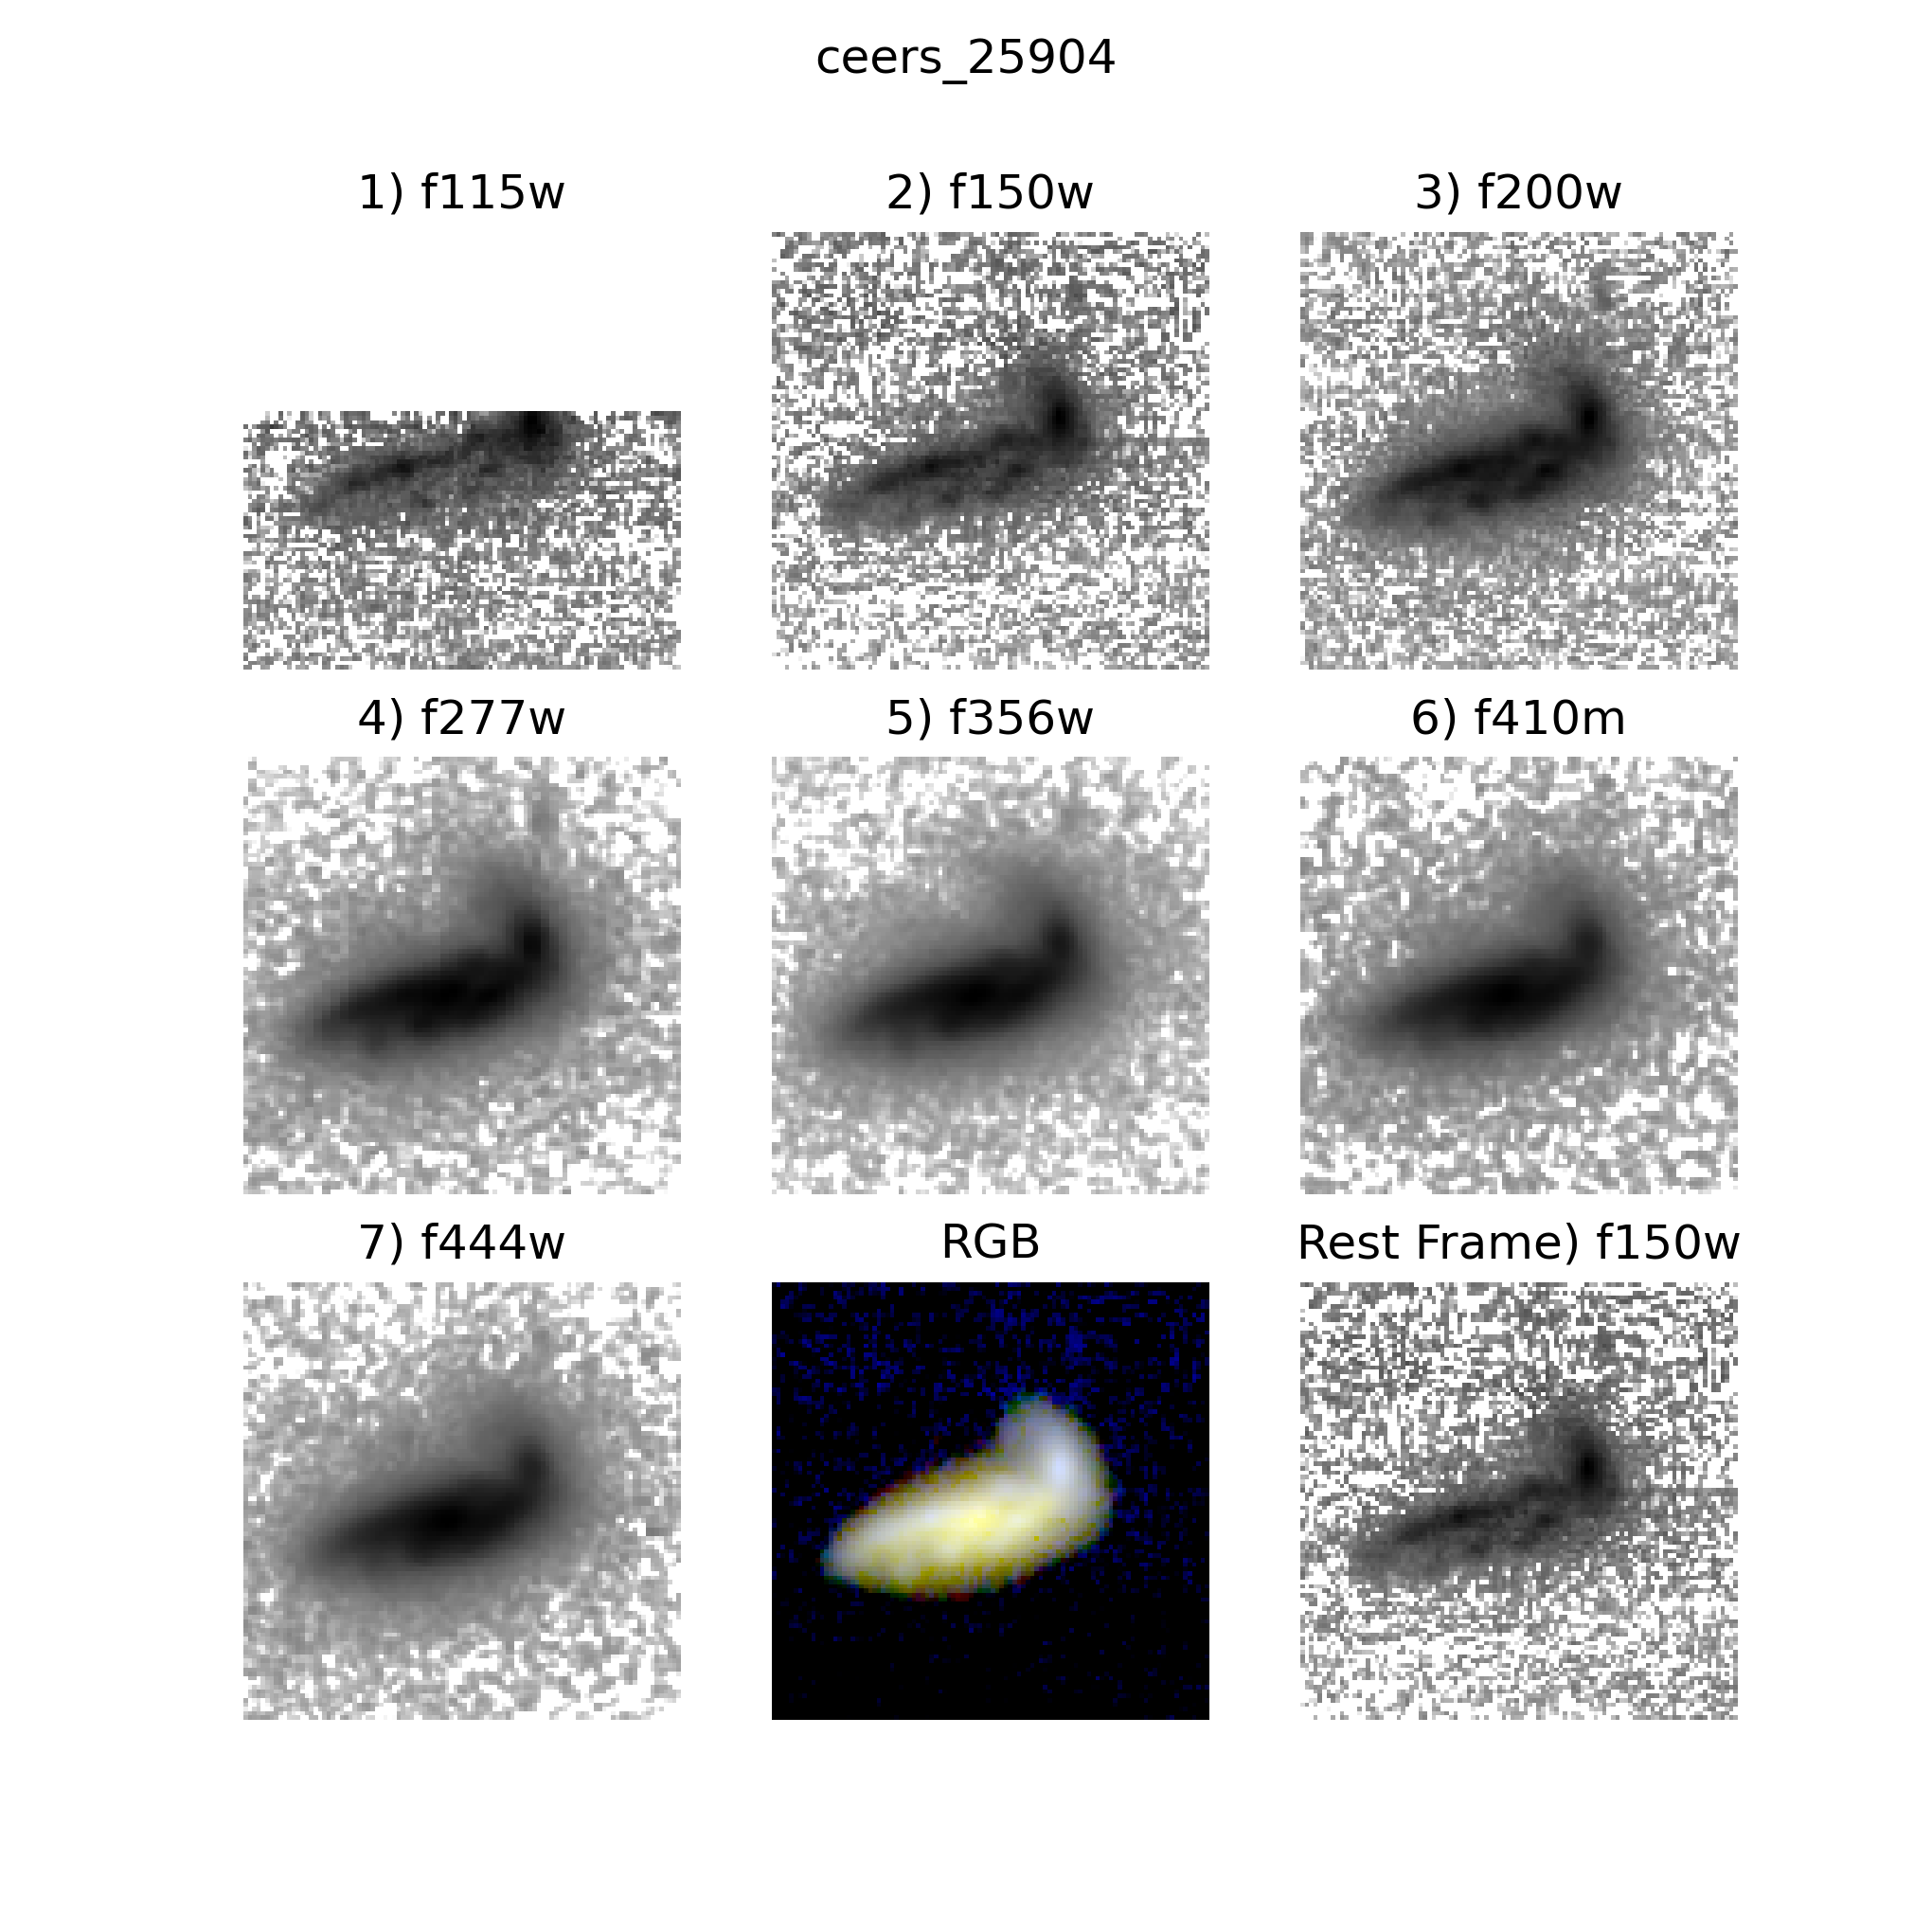 ceers_25904
1) f115w
2) f150w
3) f200w
4) f277w
5) f356w
6) f410m
7) f444w
RGB
Rest Frame) f150w